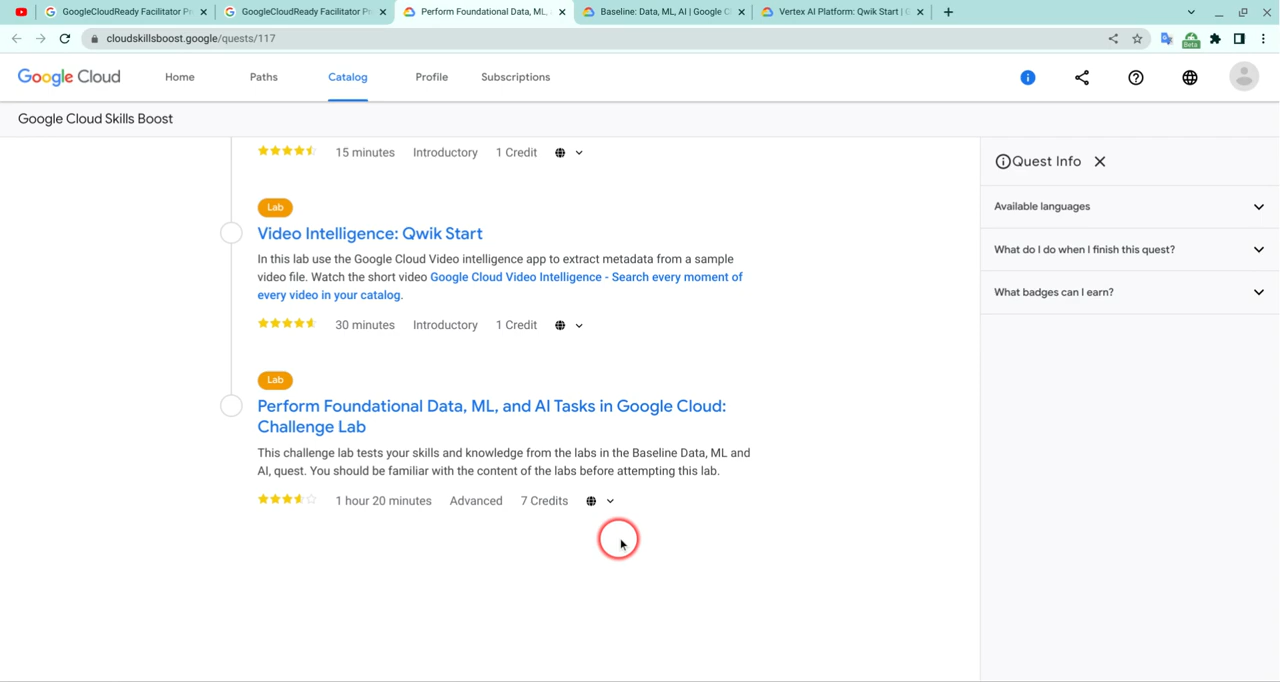 GoogleCloudReady Facilitator Pr
GoogleCloudReady Facilitator Pr
Perform Foundational Data, ML,
Baseline: Data, ML, AI | Google C
Vertex AI Platform: Qwik Start | G
cloudskillsboost.google/quests/117
Beta
Google Cloud
Home
Paths
Catalog
Profile
Subscriptions
Google Cloud Skills Boost
15 minutes Introductory 1 Credit
Lab
Video Intelligence: Qwik Start
In this lab use the Google Cloud Video intelligence app to extract metadata from a sample
video file. Watch the short video Google Cloud Video Intelligence - Search every moment of
every video in your catalog.
30 minutes Introductory 1 Credit
Lab
Perform Foundational Data, ML, and AI Tasks in Google Cloud:
Challenge Lab
This challenge lab tests your skills and knowledge from the labs in the Baseline Data, ML and
AI, quest. You should be familiar with the content of the labs before attempting this lab.
1 hour 20 minutes Advanced 7 Credits
Quest Info
Available languages
What do I do when I finish this quest?
What badges can I earn?